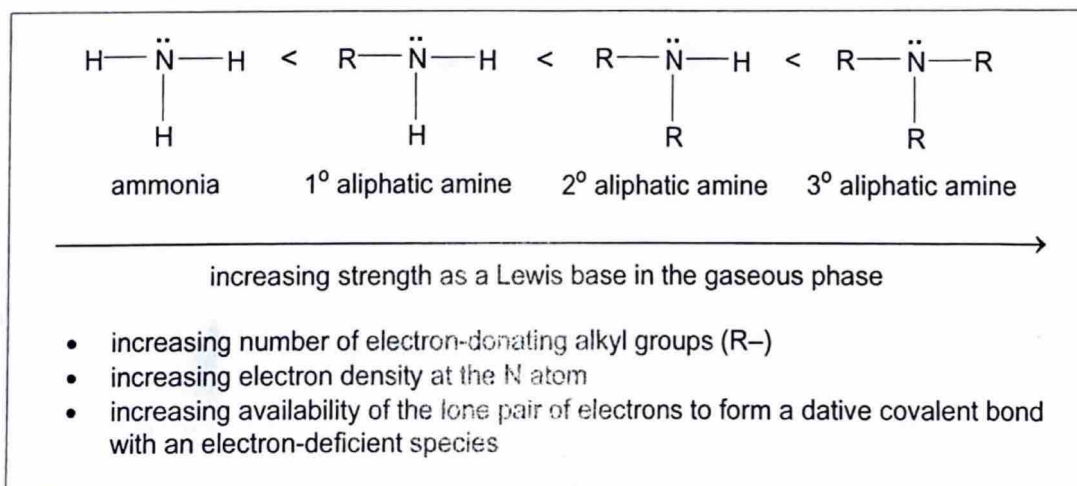 H—N̈—H < R—N̈—H < R—N̈—H < R—N̈—R
H H R R
ammonia 1° aliphatic amine 2° aliphatic amine 3° aliphatic amine
increasing strength as a Lewis base in the gaseous phase
• increasing number of electron-donating alkyl groups (R–)
• increasing electron density at the N atom
• increasing availability of the lone pair of electrons to form a dative covalent bond
with an electron-deficient species